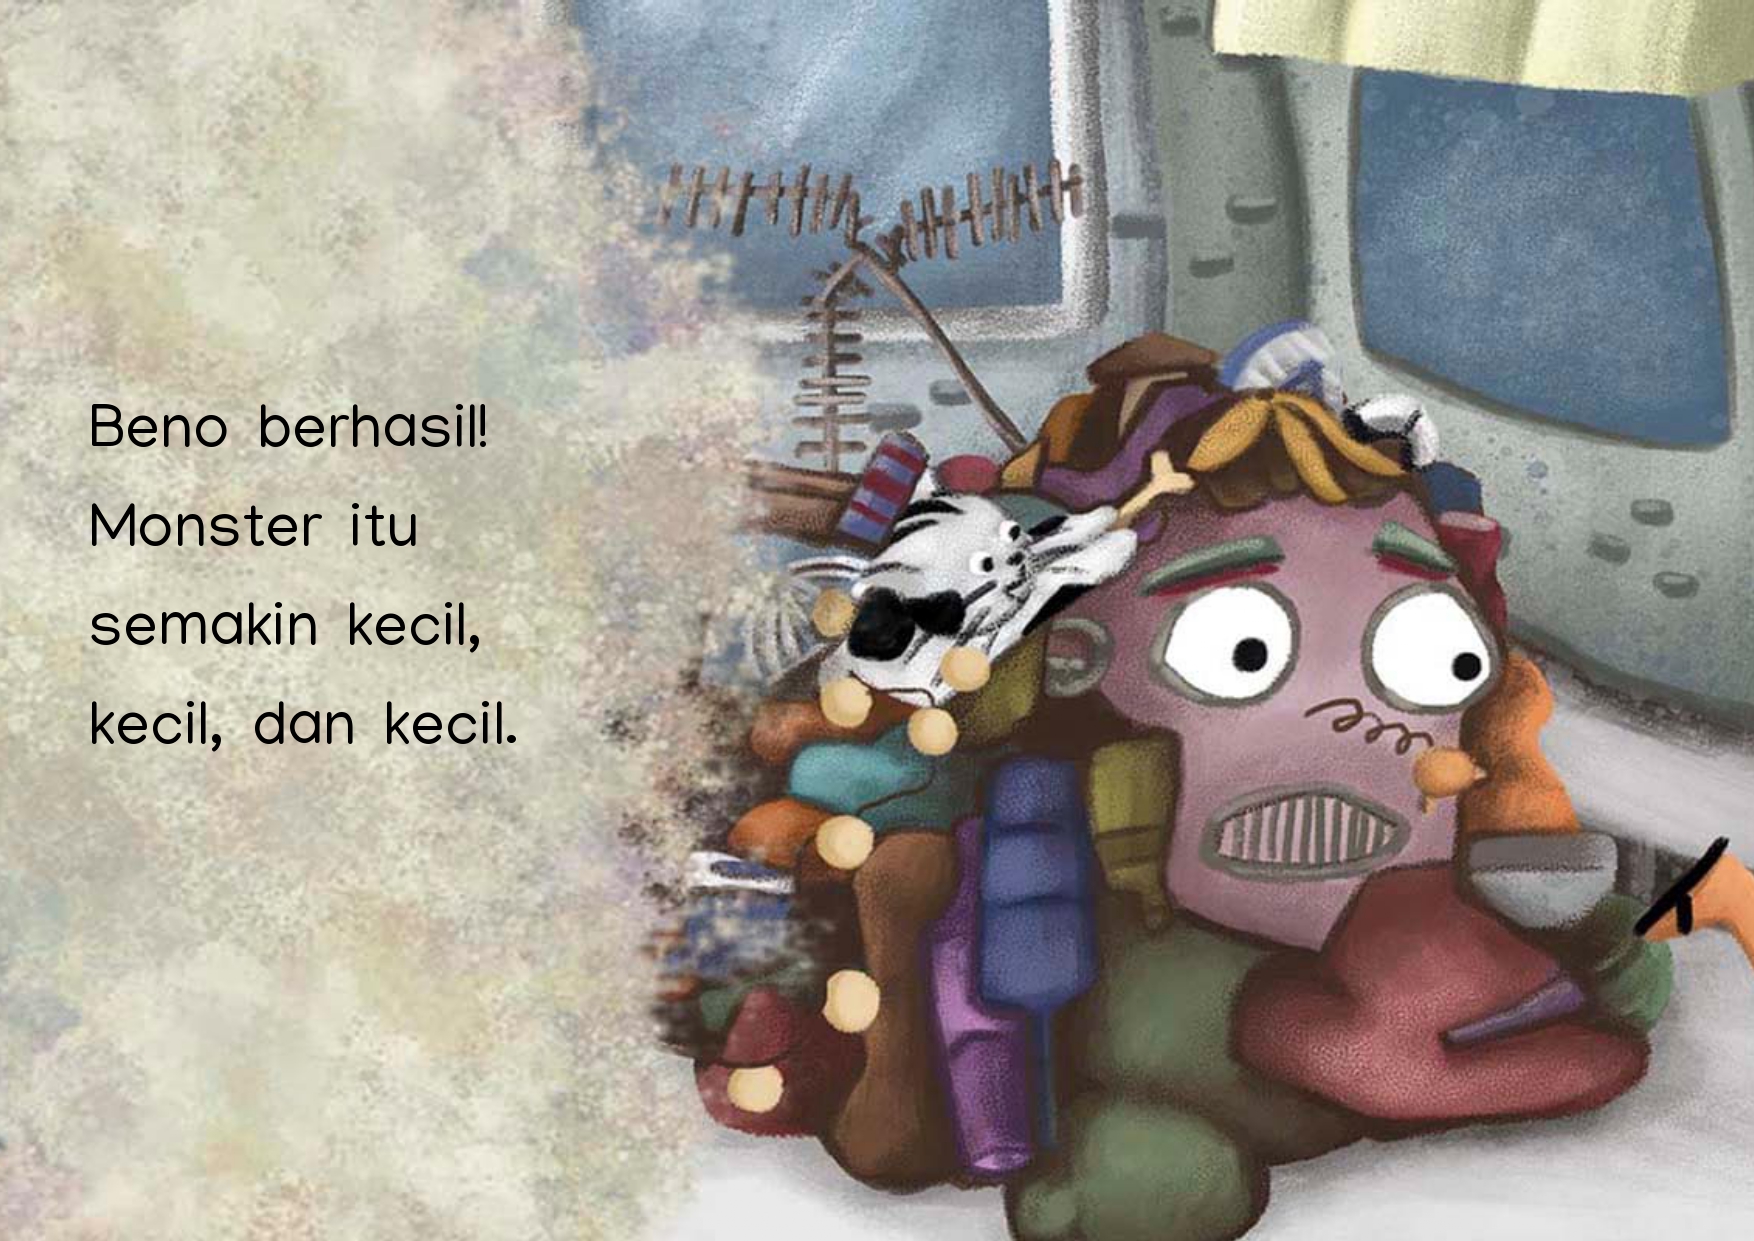 Beno berhasil!
Monster itu
semakin kecil,
kecil, dan kecil.